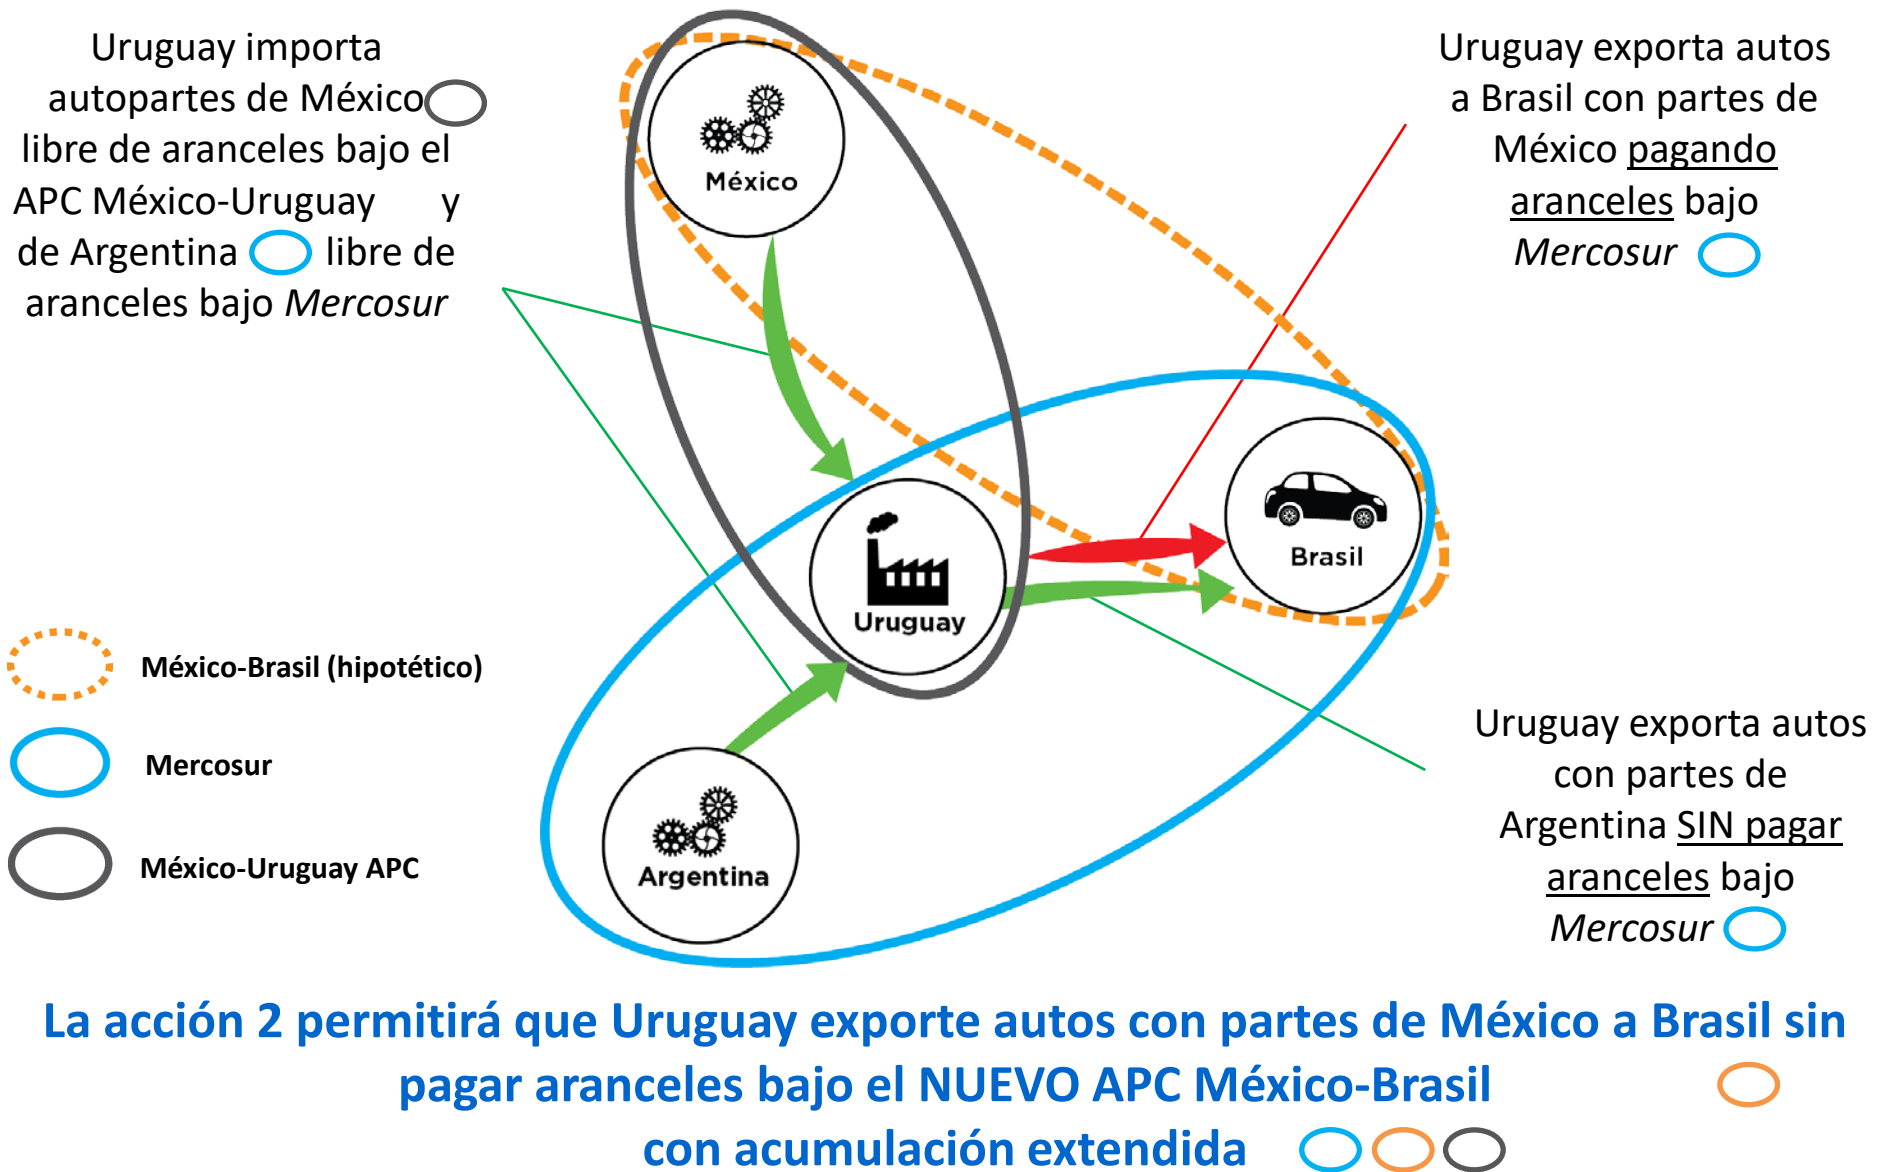 Uruguay importa
autopartes de México
libre de aranceles bajo el
APC México-Uruguay y
de Argentina libre de
aranceles bajo Mercosur
Uruguay exporta autos
a Brasil con partes de
México pagando
aranceles bajo
Mercosur
México
Brasil
Uruguay
Argentina
México-Brasil (hipotético)
Mercosur
México-Uruguay APC
Uruguay exporta autos
con partes de
Argentina SIN pagar
aranceles bajo
Mercosur
La acción 2 permitirá que Uruguay exporte autos con partes de México a Brasil sin
pagar aranceles bajo el NUEVO APC México-Brasil
con acumulación extendida